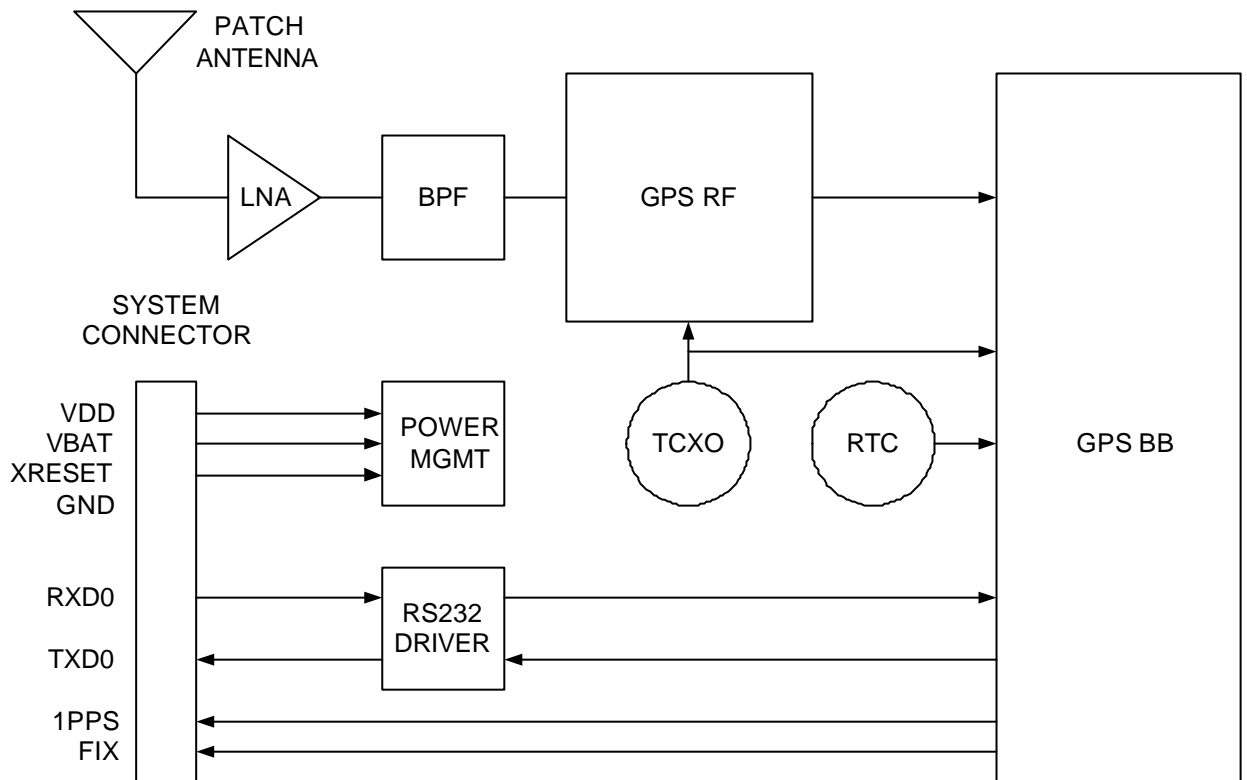 PATCH
ANTENNA
LNA
BPF
GPS RF
SYSTEM
CONNECTOR
VDD
VBAT
XRESET
GND
POWER
MGMT
TCXO
RTC
GPS BB
RXD0
TXD0
RS232
DRIVER
1PPS
FIX